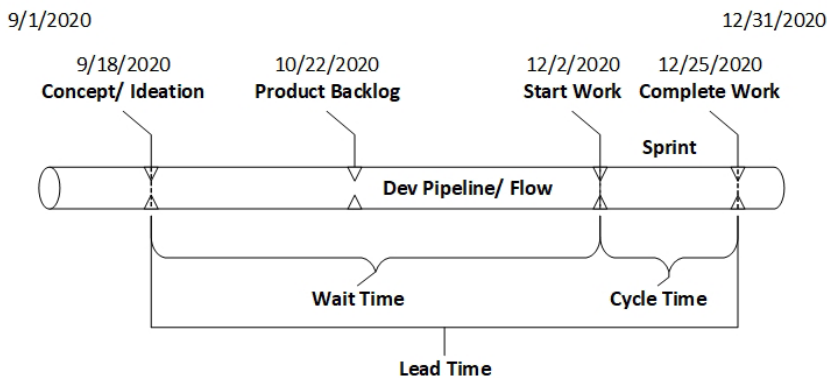 9/1/2020
12/31/2020
9/18/2020
Concept/ Ideation
10/22/2020
Product Backlog
12/2/2020
Start Work
12/25/2020
Complete Work
Sprint
Dev Pipeline/ Flow
Wait Time
Cycle Time
Lead Time